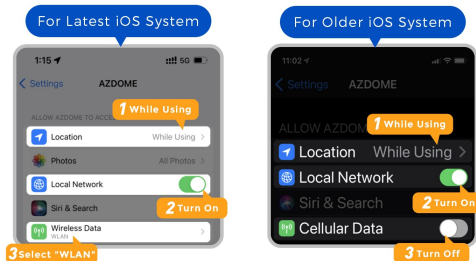 For Latest iOS System
1:15 5G
Settings AZDOME
ALLOW AZDOME TO ACCE
1 While Using
Location While Using
Photos All Photos
Local Network
Siri & Search
2 Turn On
Wireless Data
WLAN
3 Select "WLAN"
For Older iOS System
11:02
Settings AZDOME
ALLOW AZDOM
1 While Using
Location While Using
Local Network
Siri & Search
2 Turn On
Cellular Data
3 Turn Off